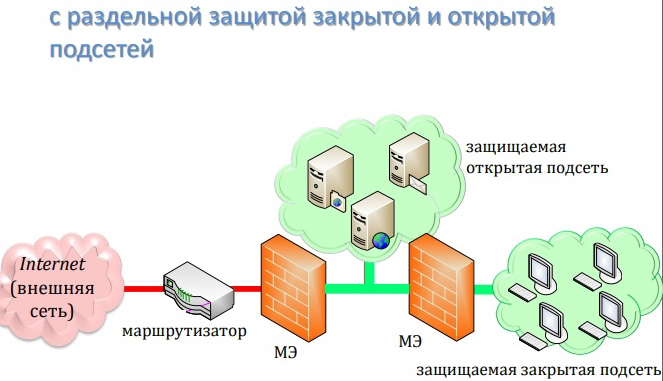 с раздельной защитой закрытой и открытой
подсетей
защищаемая
открытая подсеть
Internet
(внешняя
сеть)
маршрутизатор
МЭ
МЭ
защищаемая закрытая подсеть